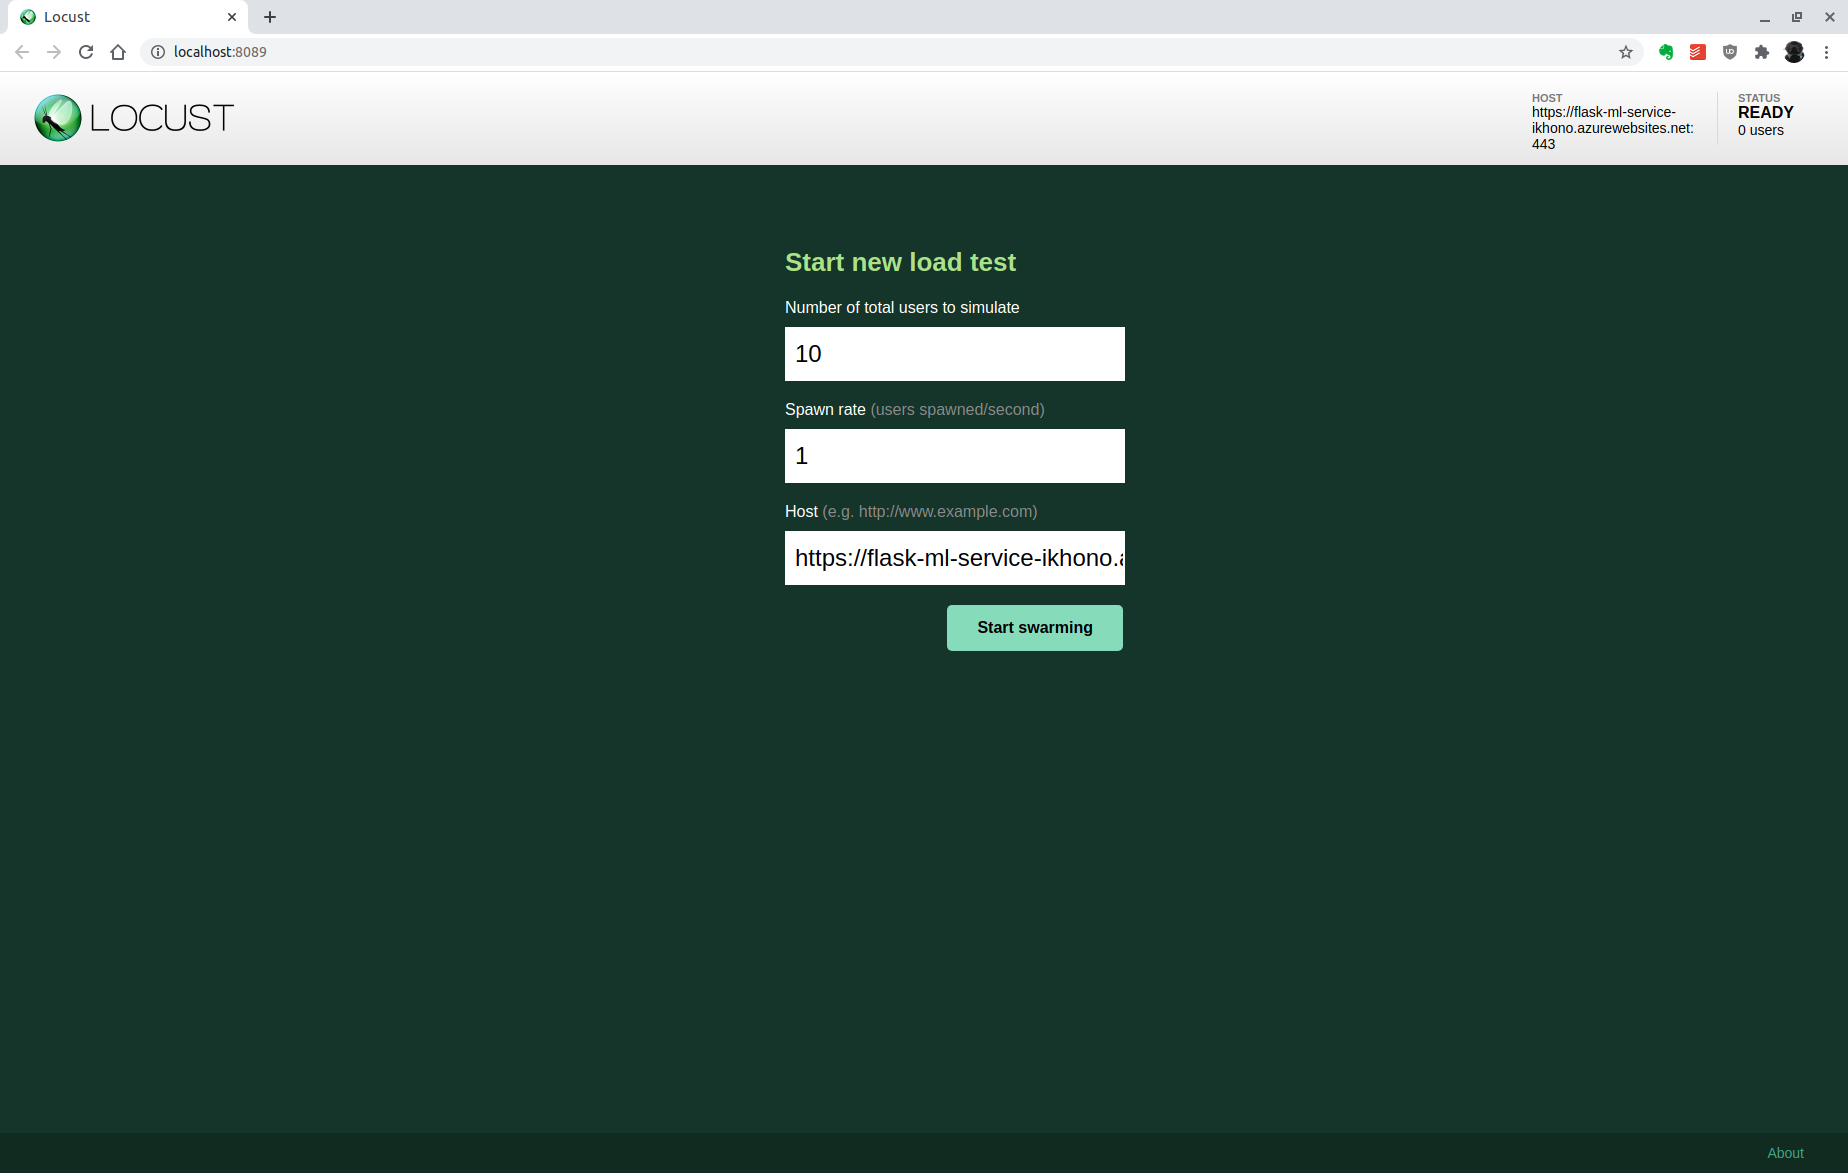 Locust
localhost:8089
LOCUST
HOST
https://flask-ml-service-
ikhono.azurewebsites.net:
443
STATUS
READY
0 users
Start new load test
Number of total users to simulate
10
Spawn rate (users spawned/second)
1
Host (e.g. http://www.example.com)
https://flask-ml-service-ikhono.a
Start swarming
About